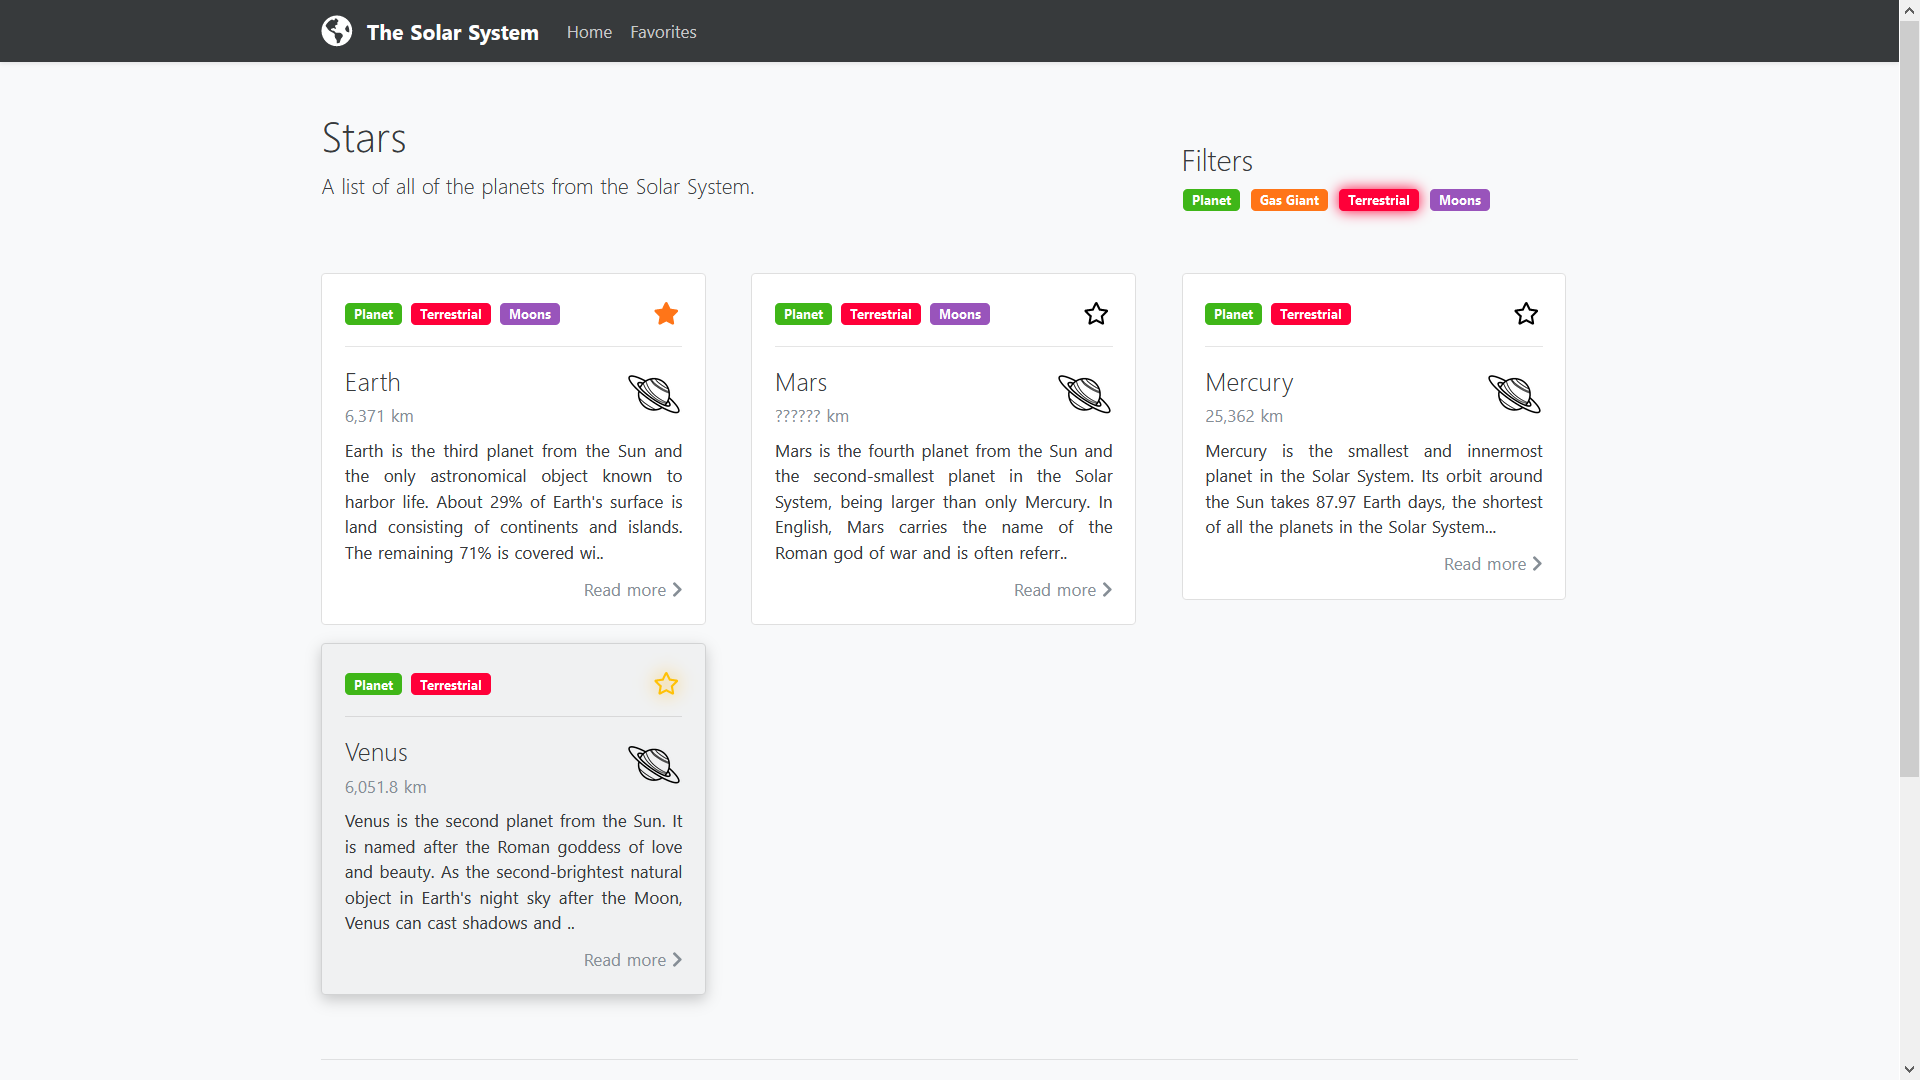 The Solar System Home Favorites
Stars
A list of all of the planets from the Solar System.
Filters
Planet Gas Giant Terrestrial Moons
Planet Terrestrial Moons
Earth
6,371 km
Earth is the third planet from the Sun and
the only astronomical object known to
harbor life. About 29% of Earth's surface is
land consisting of continents and islands.
The remaining 71% is covered wi..
Read more
Planet Terrestrial Moons
Mars
?????? km
Mars is the fourth planet from the Sun and
the second-smallest planet in the Solar
System, being larger than only Mercury. In
English, Mars carries the name of the
Roman god of war and is often referr..
Read more
Planet Terrestrial
Mercury
25,362 km
Mercury is the smallest and innermost
planet in the Solar System. Its orbit around
the Sun takes 87.97 Earth days, the shortest
of all the planets in the Solar System...
Read more
Planet Terrestrial
Venus
6,051.8 km
Venus is the second planet from the Sun. It
is named after the Roman goddess of love
and beauty. As the second-brightest natural
object in Earth's night sky after the Moon,
Venus can cast shadows and ..
Read more